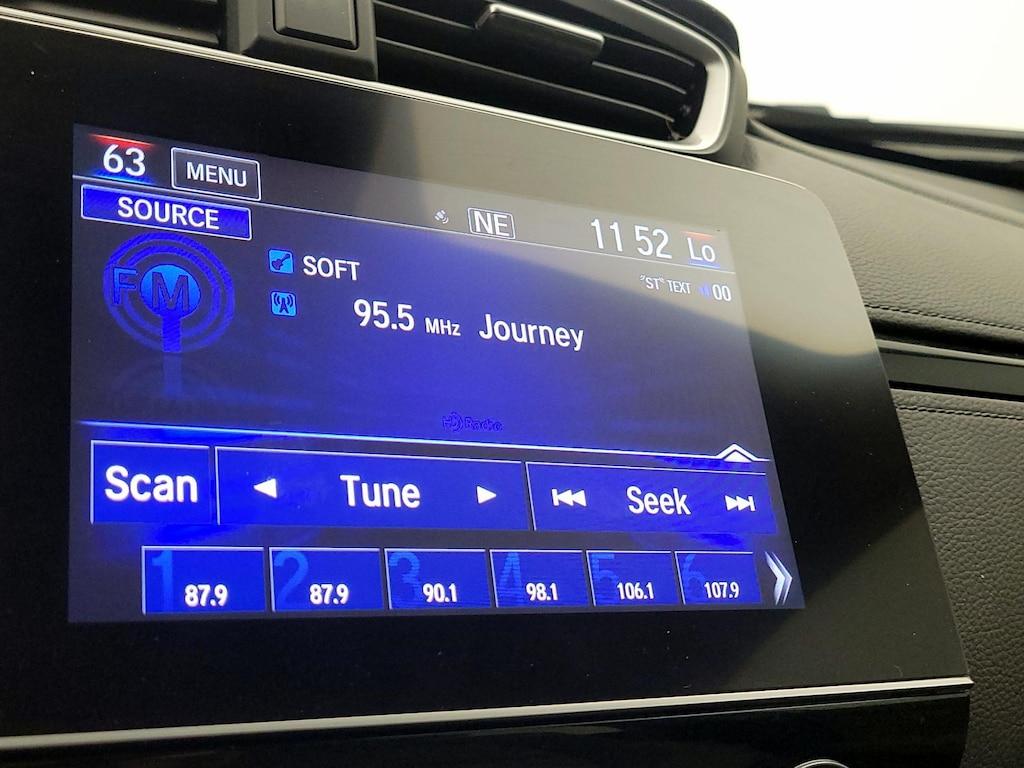 63 MENU NE 11 52 Lo
SOURCE
FM SOFT "ST" TEXT 00
95.5 MHz Journey
HD Radio
Scan Tune Seek
1 2 3 4 5 6
87.9 87.9 90.1 98.1 106.1 107.9